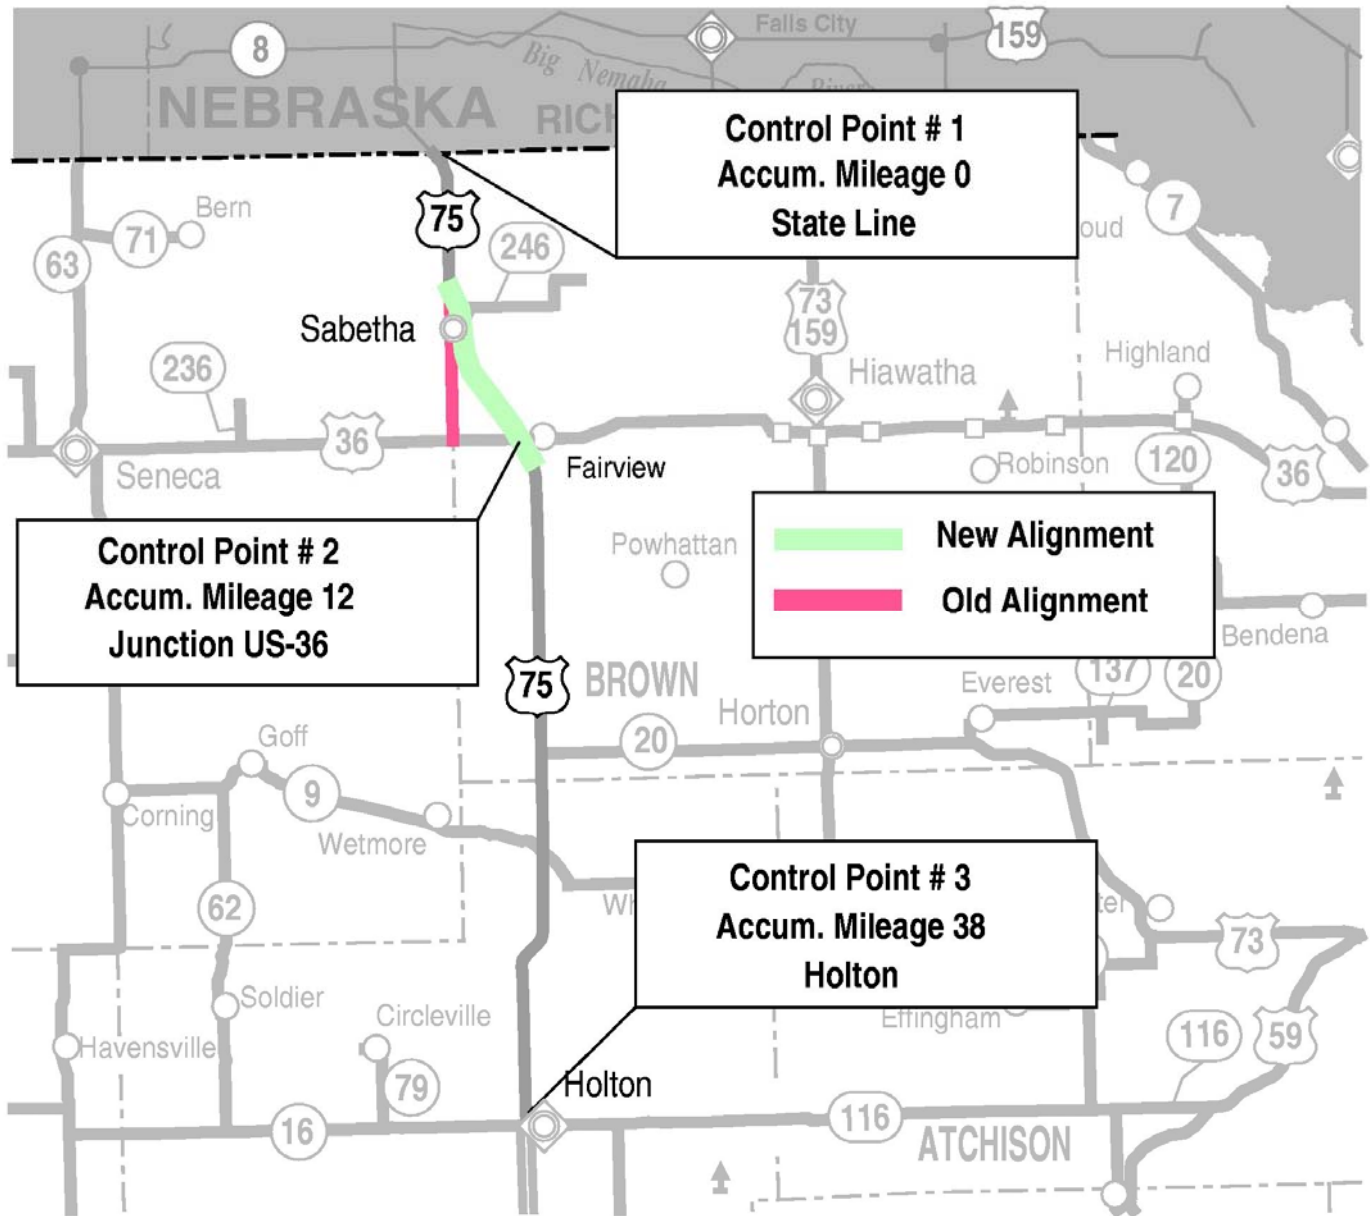 8
Falls City
159
Big Nemaha
River
NEBRASKA
RICH
Control Point # 1
Accum. Mileage 0
State Line
75
Bern
71
63
246
7
oud
73
159
Sabetha
236
Hiawatha
Highland
36
Seneca
Fairview
Robinson
120
36
Control Point # 2
Accum. Mileage 12
Junction US-36
Powhattan
New Alignment
Old Alignment
Bendena
75
BROWN
137
20
Everest
Horton
20
Goff
9
Corning
Wetmore
Control Point # 3
Accum. Mileage 38
Holton
62
ter
73
Soldier
Circleville
Effingham
116
59
Havensville
79
Holton
16
116
ATCHISON